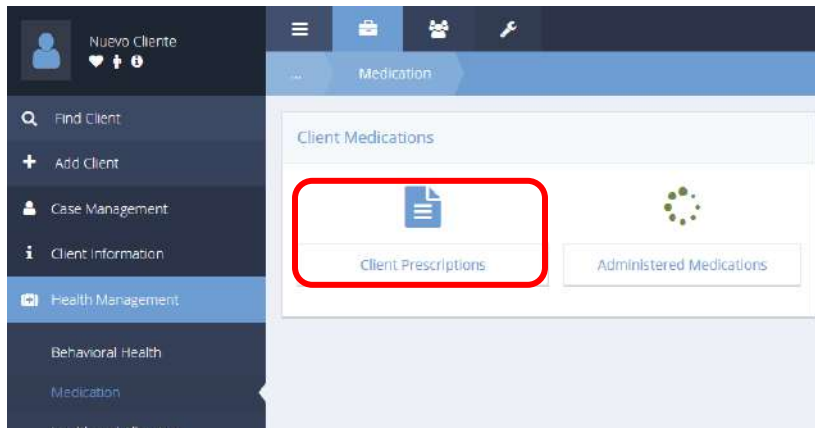 Nuevo Cliente
... Medication
Find Client
Add Client
Case Management
Client Information
Health Management
Behavioral Health
Medication
Client Medications
Client Prescriptions
Administered Medications